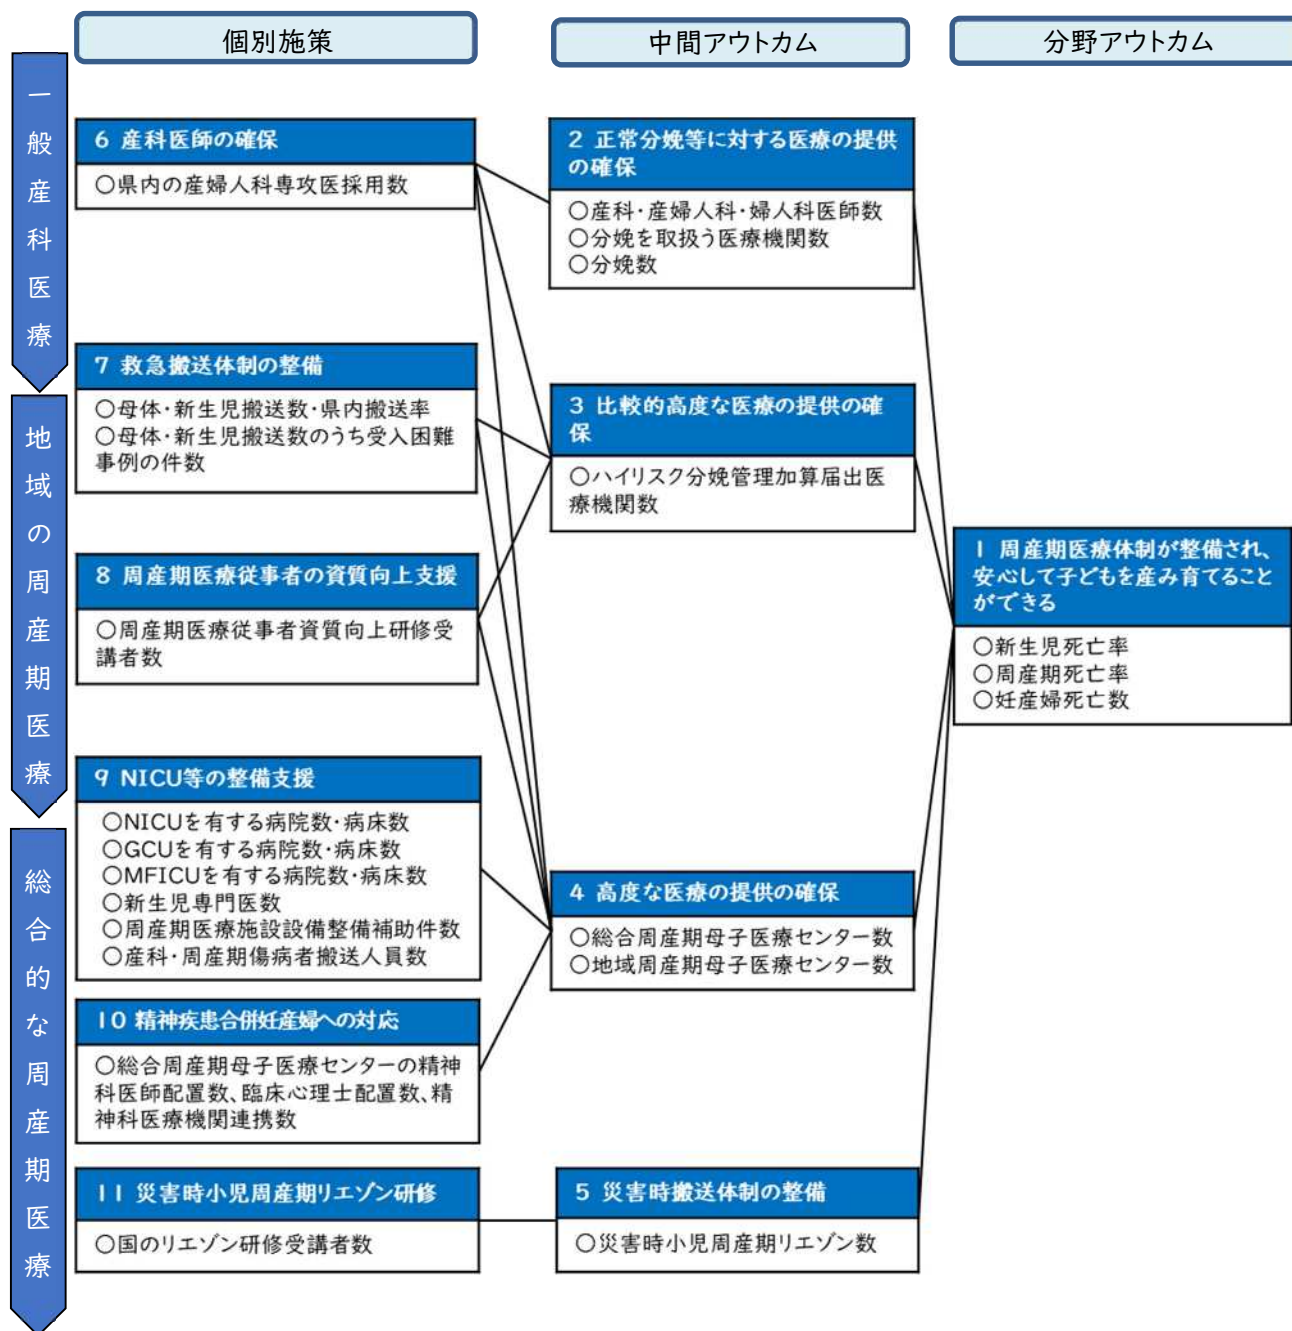 個別施策
中間アウトカム
分野アウトカム
一般産科医療
地域の周産期医療
総合的な周産期医療
6 産科医師の確保
○県内の産婦人科専攻医採用数
7 救急搬送体制の整備
○母体・新生児搬送数・県内搬送率
○母体・新生児搬送数のうち受入困難
事例の件数
8 周産期医療従事者の資質向上支援
○周産期医療従事者資質向上研修受
講者数
9 NICU等の整備支援
○NICUを有する病院数・病床数
○GCUを有する病院数・病床数
○MFICUを有する病院数・病床数
○新生児専門医数
○周産期医療施設設備整備補助件数
○産科・周産期傷病者搬送人員数
10 精神疾患合併妊産婦への対応
○総合周産期母子医療センターの精神
科医師配置数、臨床心理士配置数、精
神科医療機関連携数
11 災害時小児周産期リエゾン研修
○国のリエゾン研修受講者数
2 正常分娩等に対する医療の提供
の確保
○産科・産婦人科・婦人科医師数
○分娩を取扱う医療機関数
○分娩数
3 比較的高度な医療の提供の確
保
○ハイリスク分娩管理加算届出医
療機関数
4 高度な医療の提供の確保
○総合周産期母子医療センター数
○地域周産期母子医療センター数
5 災害時搬送体制の整備
○災害時小児周産期リエゾン数
1 周産期医療体制が整備され、
安心して子どもを産み育てること
ができる
○新生児死亡率
○周産期死亡率
○妊産婦死亡数